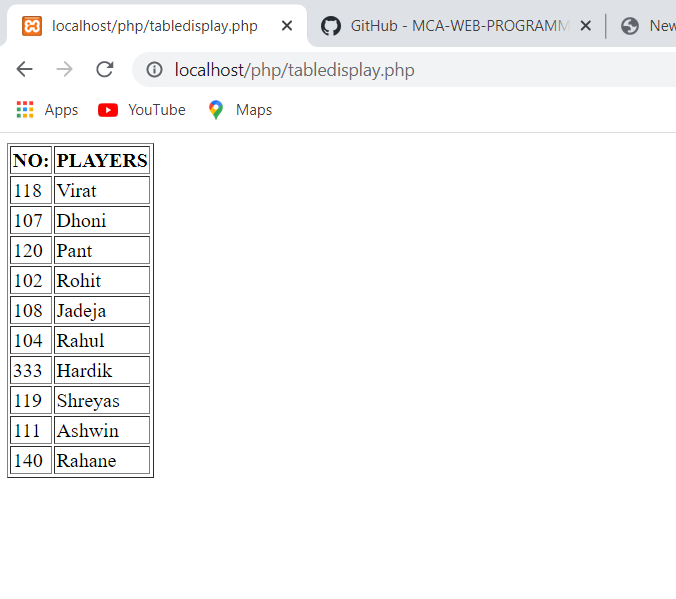 localhost/php/tabledisplay.php
GitHub - MCA-WEB-PROGRAMM
New
localhost/php/tabledisplay.php
Apps YouTube Maps
NO: PLAYERS
118 Virat
107 Dhoni
120 Pant
102 Rohit
108 Jadeja
104 Rahul
333 Hardik
119 Shreyas
111 Ashwin
140 Rahane